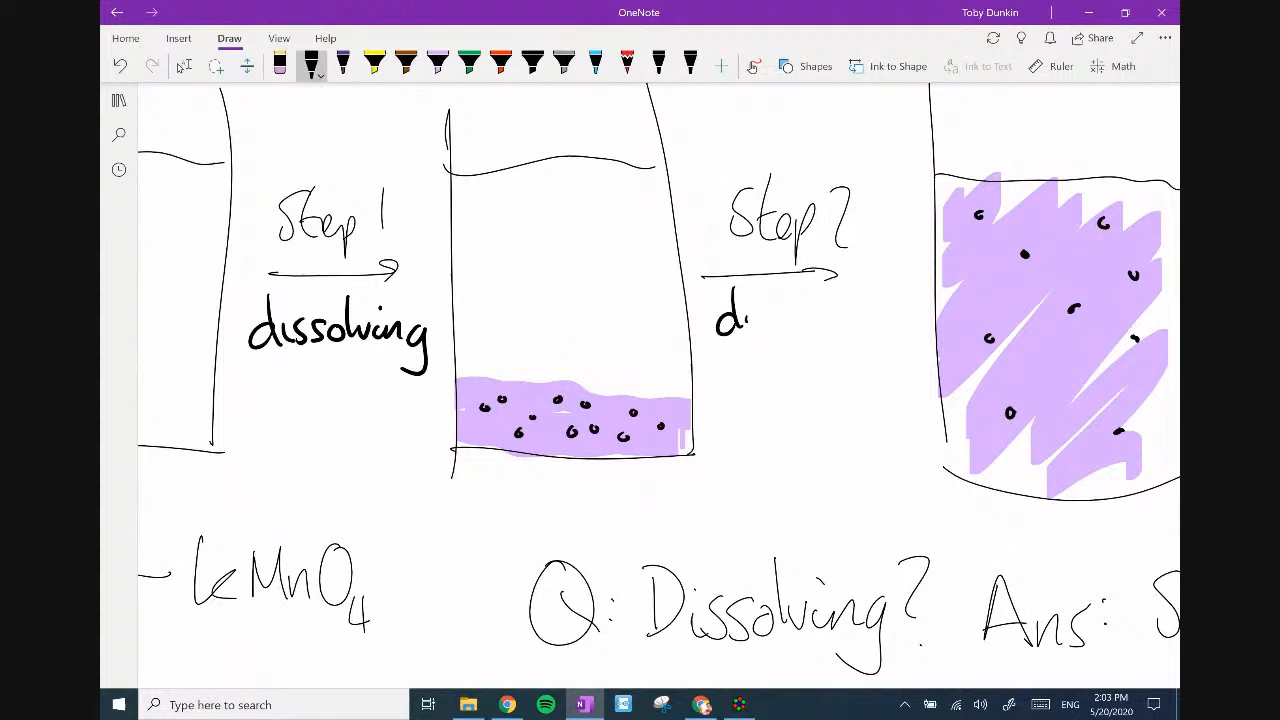 OneNote
Toby Dunkin
Home Insert Draw View Help
Share
Shapes Ink to Shape Ink to Text Ruler Math
Step 1
dissolving
Step 2
d.
KMnO4
Q: Dissolving? Ans: S
Type here to search
ENG
2:03 PM
5/20/2020